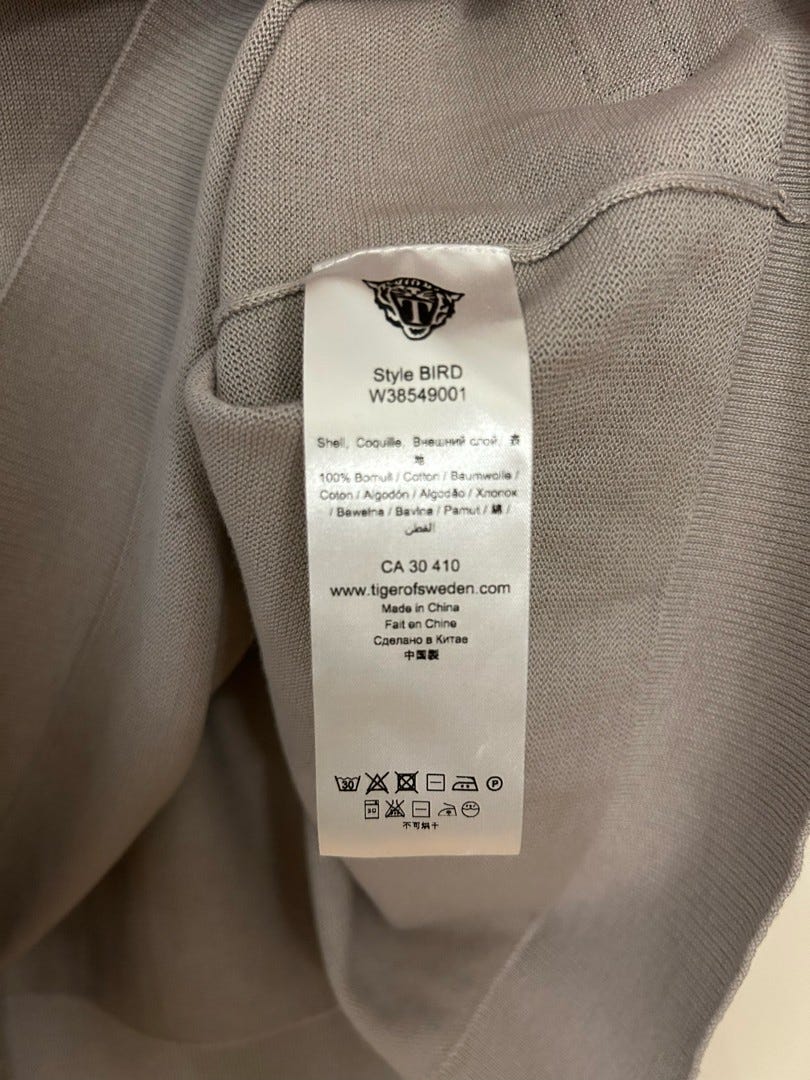 T
Style BIRD
W38549001
Shell, Coquille, Внешний слой, 表
地
100% Bomull / Cotton / Baumwolle /
Coton / Algodón / Algodão / Хлопок
/ Bawełna / Bavlna / Pamut / 綿 /
القطن
CA 30 410
www.tigerofsweden.com
Made in China
Fait en Chine
Сделано в Китае
中国製
30 P
30
不可烘干